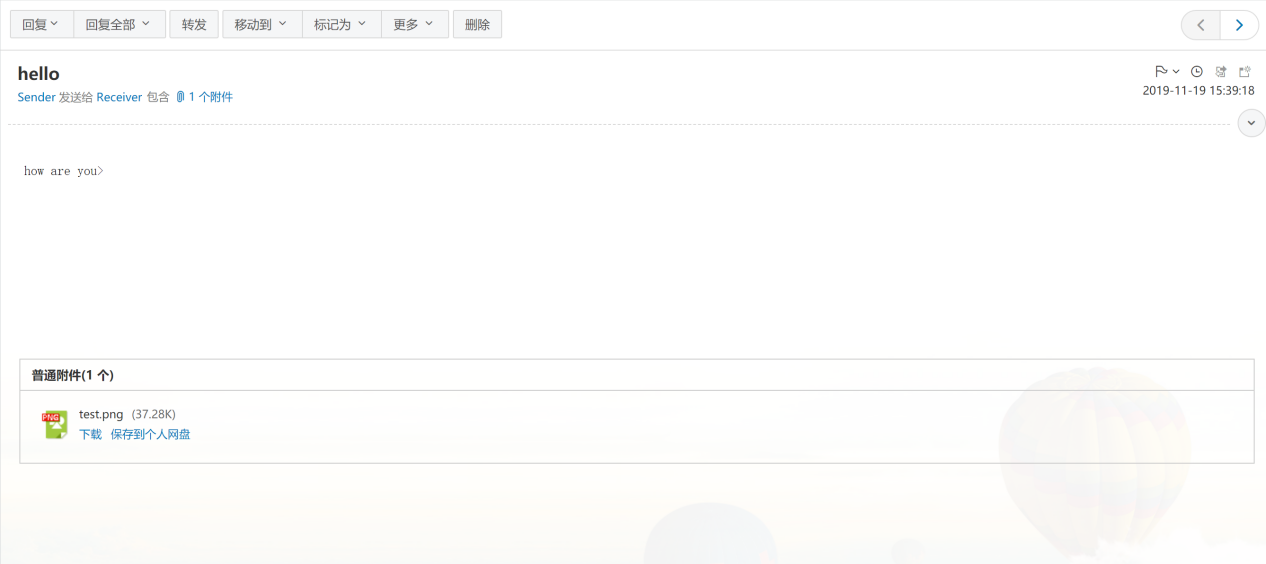 回复 回复全部 转发 移动到 标记为 更多 删除
hello
Sender 发送给 Receiver 包含 1 个附件
2019-11-19 15:39:18
how are you>
普通附件(1 个)
PNG
test.png (37.28K)
下载 保存到个人网盘